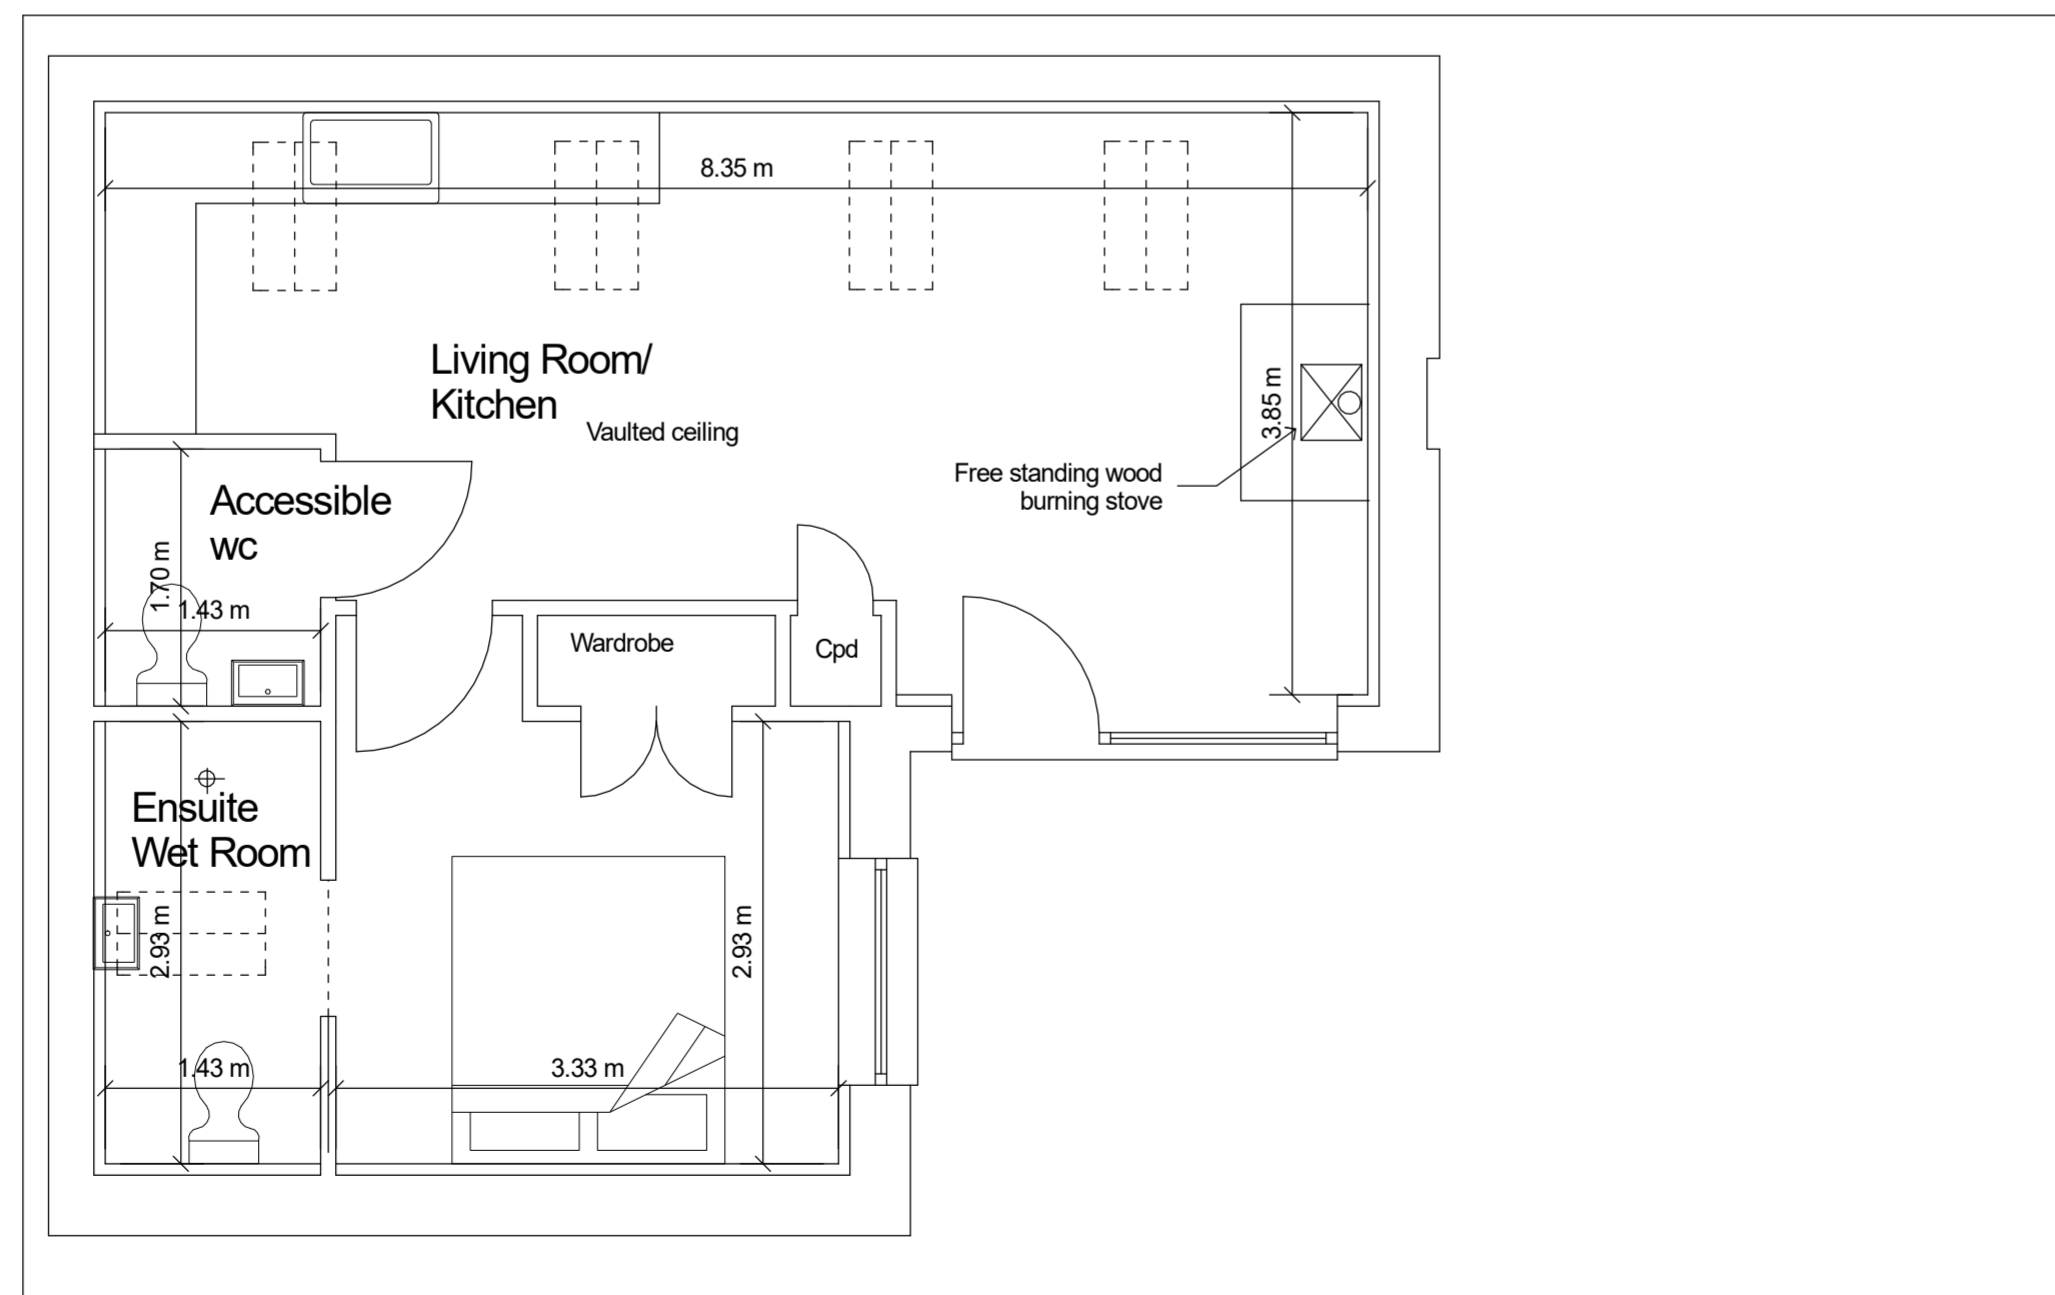 8.35 m
Living Room/
Kitchen
Vaulted ceiling
3.85 m
Free standing wood
burning stove
Accessible
wc
1.70 m
1.43 m
Wardrobe
Cpd
Ensuite
Wet Room
2.93 m
2.93 m
1.43 m
3.33 m